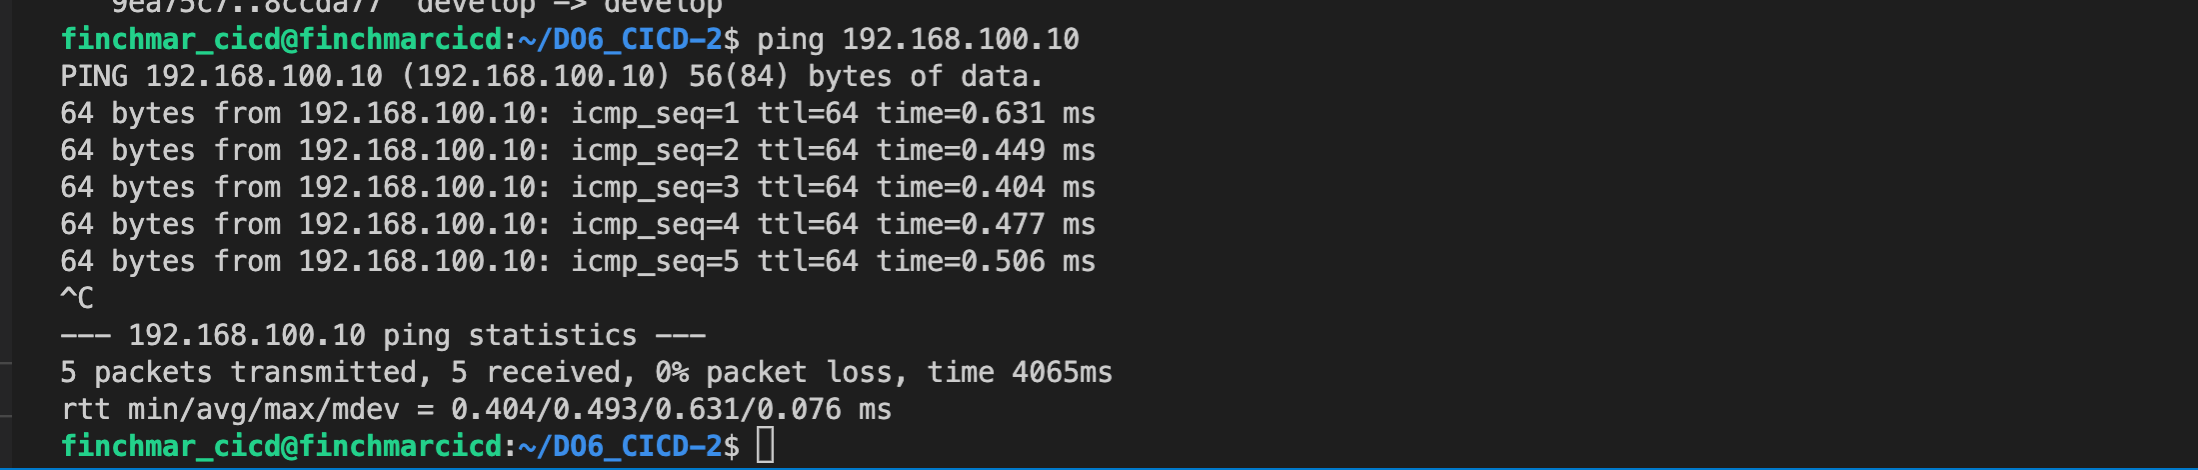 9ea75c7..8ccda77  develop -> develop
finchmar_cicd@finchmarcicd:~/DO6_CICD-2$ ping 192.168.100.10
PING 192.168.100.10 (192.168.100.10) 56(84) bytes of data.
64 bytes from 192.168.100.10: icmp_seq=1 ttl=64 time=0.631 ms
64 bytes from 192.168.100.10: icmp_seq=2 ttl=64 time=0.449 ms
64 bytes from 192.168.100.10: icmp_seq=3 ttl=64 time=0.404 ms
64 bytes from 192.168.100.10: icmp_seq=4 ttl=64 time=0.477 ms
64 bytes from 192.168.100.10: icmp_seq=5 ttl=64 time=0.506 ms
^C
--- 192.168.100.10 ping statistics ---
5 packets transmitted, 5 received, 0% packet loss, time 4065ms
rtt min/avg/max/mdev = 0.404/0.493/0.631/0.076 ms
finchmar_cicd@finchmarcicd:~/DO6_CICD-2$